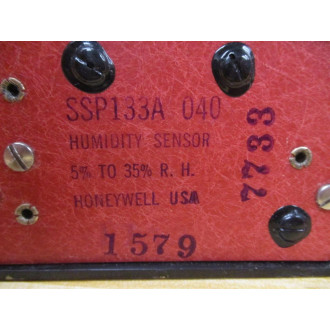 SSP133A 040
HUMIDITY SENSOR
5% TO 35% R. H.
HONEYWELL USA
1579
7733